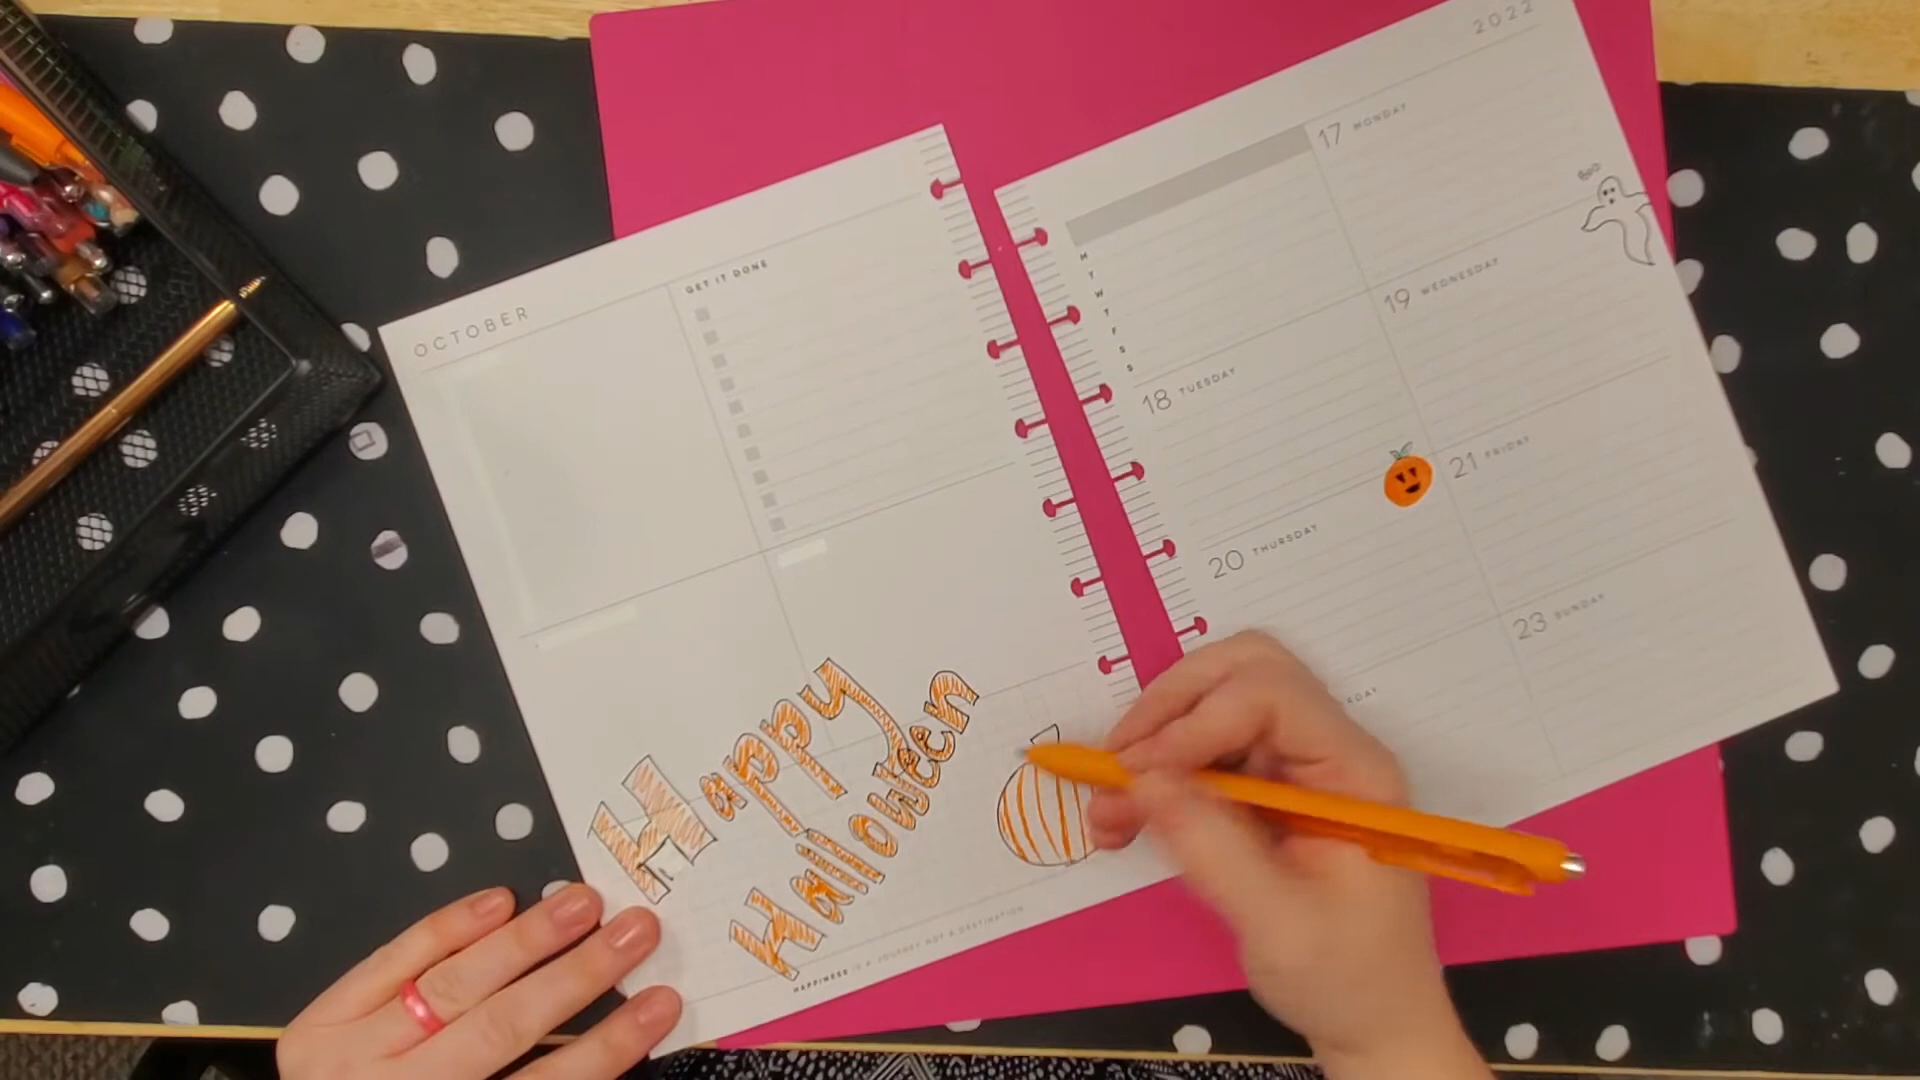 OCTOBER
GET IT DONE
Happy
Halloween
HAPPINESS IS A JOURNEY NOT A DESTINATION
2022
M
T
W
T
F
S
S
17 MONDAY
BOO
18 TUESDAY
19 WEDNESDAY
20 THURSDAY
21 FRIDAY
RDAY
23 SUNDAY